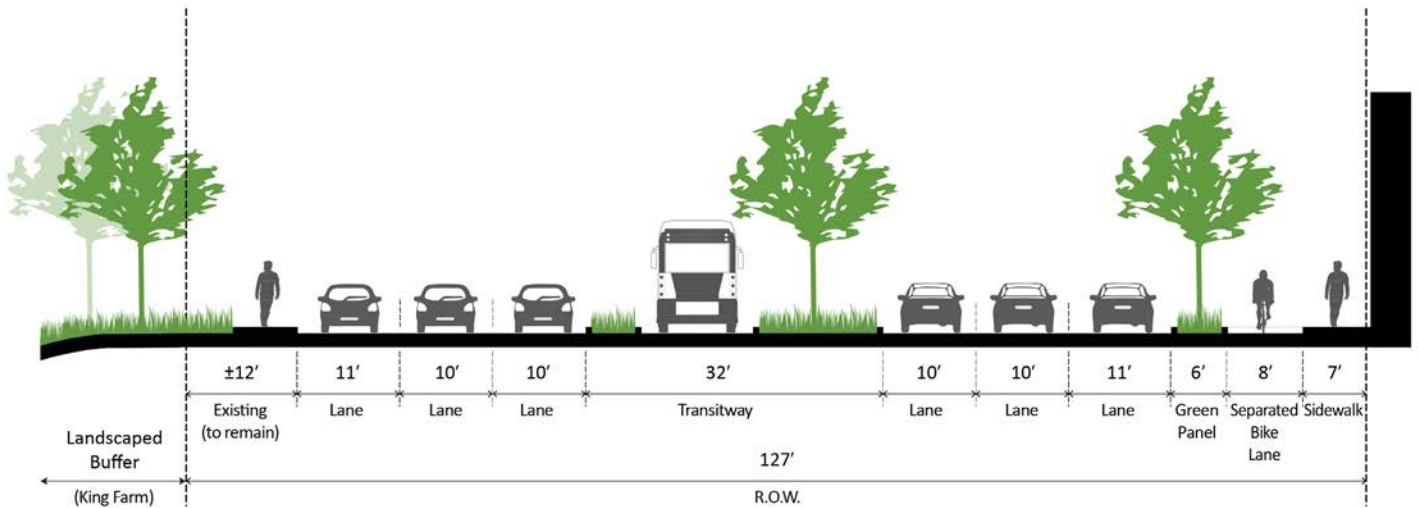 ±12′ 11′ 10′ 10′ 32′ 10′ 10′ 11′ 6′ 8′ 7′
Existing Lane Lane Lane Transitway Lane Lane Lane Green Separated Sidewalk
(to remain) Panel Bike
Lane
Landscaped
Buffer
(King Farm)
127′
R.O.W.